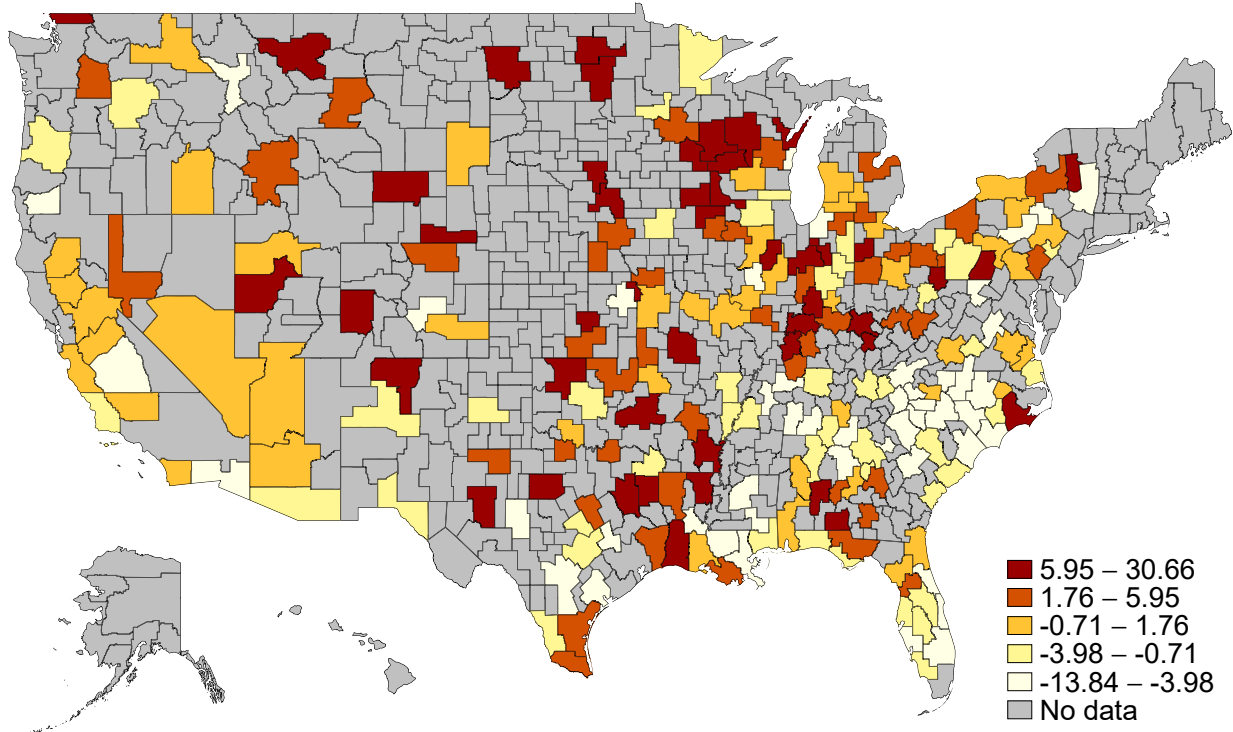 5.95 – 30.66
1.76 – 5.95
-0.71 – 1.76
-3.98 – -0.71
-13.84 – -3.98
No data